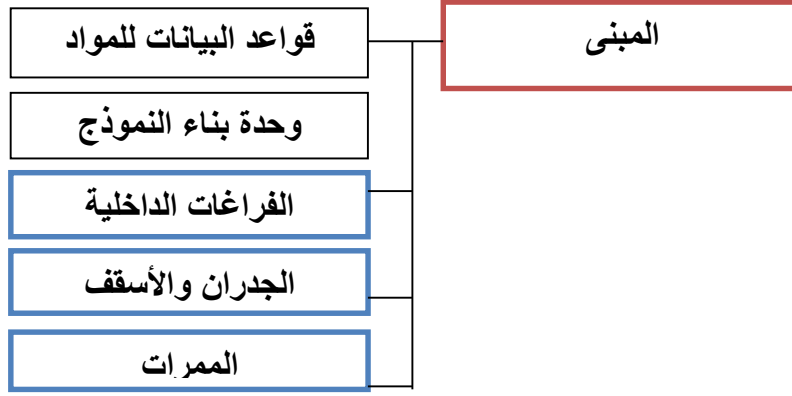 المبنى
قواعد البيانات للمواد
وحدة بناء النموذج
الفراغات الداخلية
الجدران والأسقف
الممرات